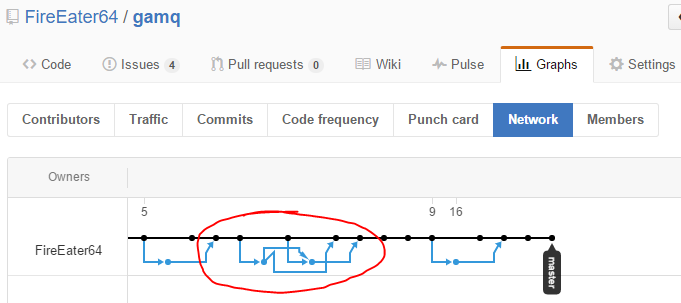 FireEater64 / gamq
Code Issues 4 Pull requests 0 Wiki Pulse Graphs Settings
Contributors Traffic Commits Code frequency Punch card Network Members
Owners
5 9 16
FireEater64
master